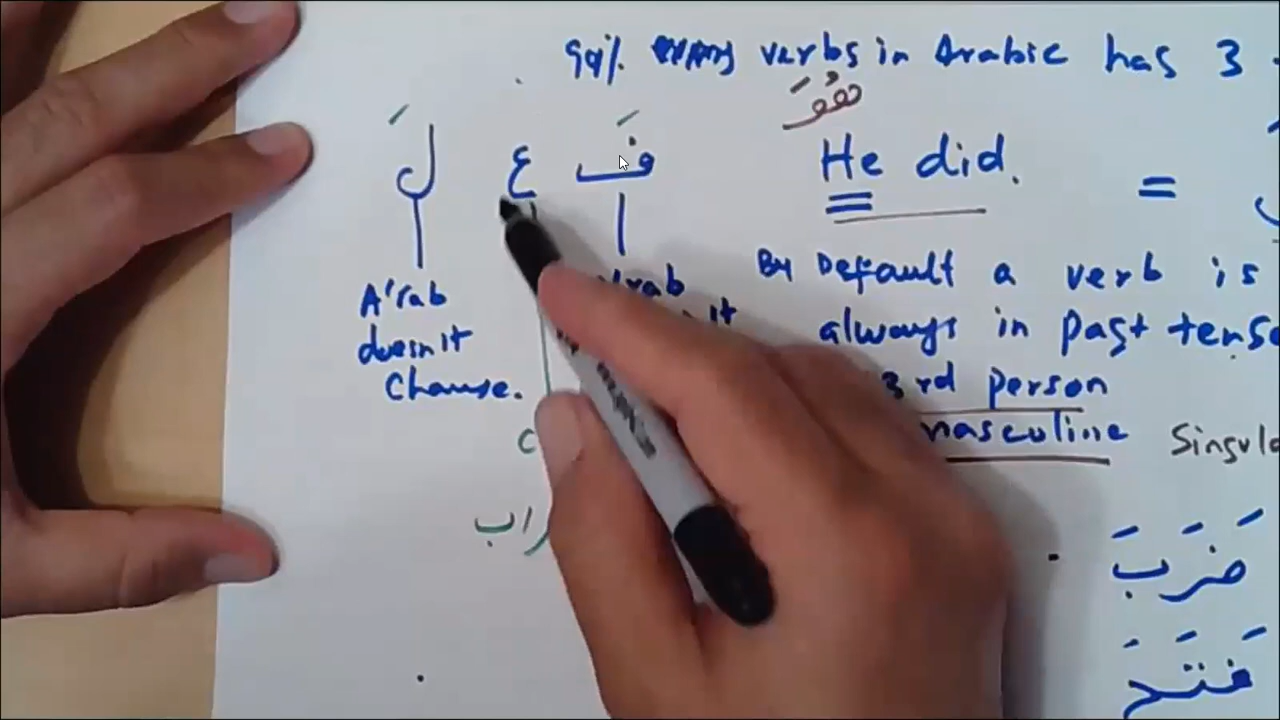 99% verbs in Arabic has 3
He did. =
فَ ع لَ
By Default a verb is
always in past tense
3rd person
masculine Singula
A'rab
doesn't
Change.
ضَرَبَ
فَتَحَ